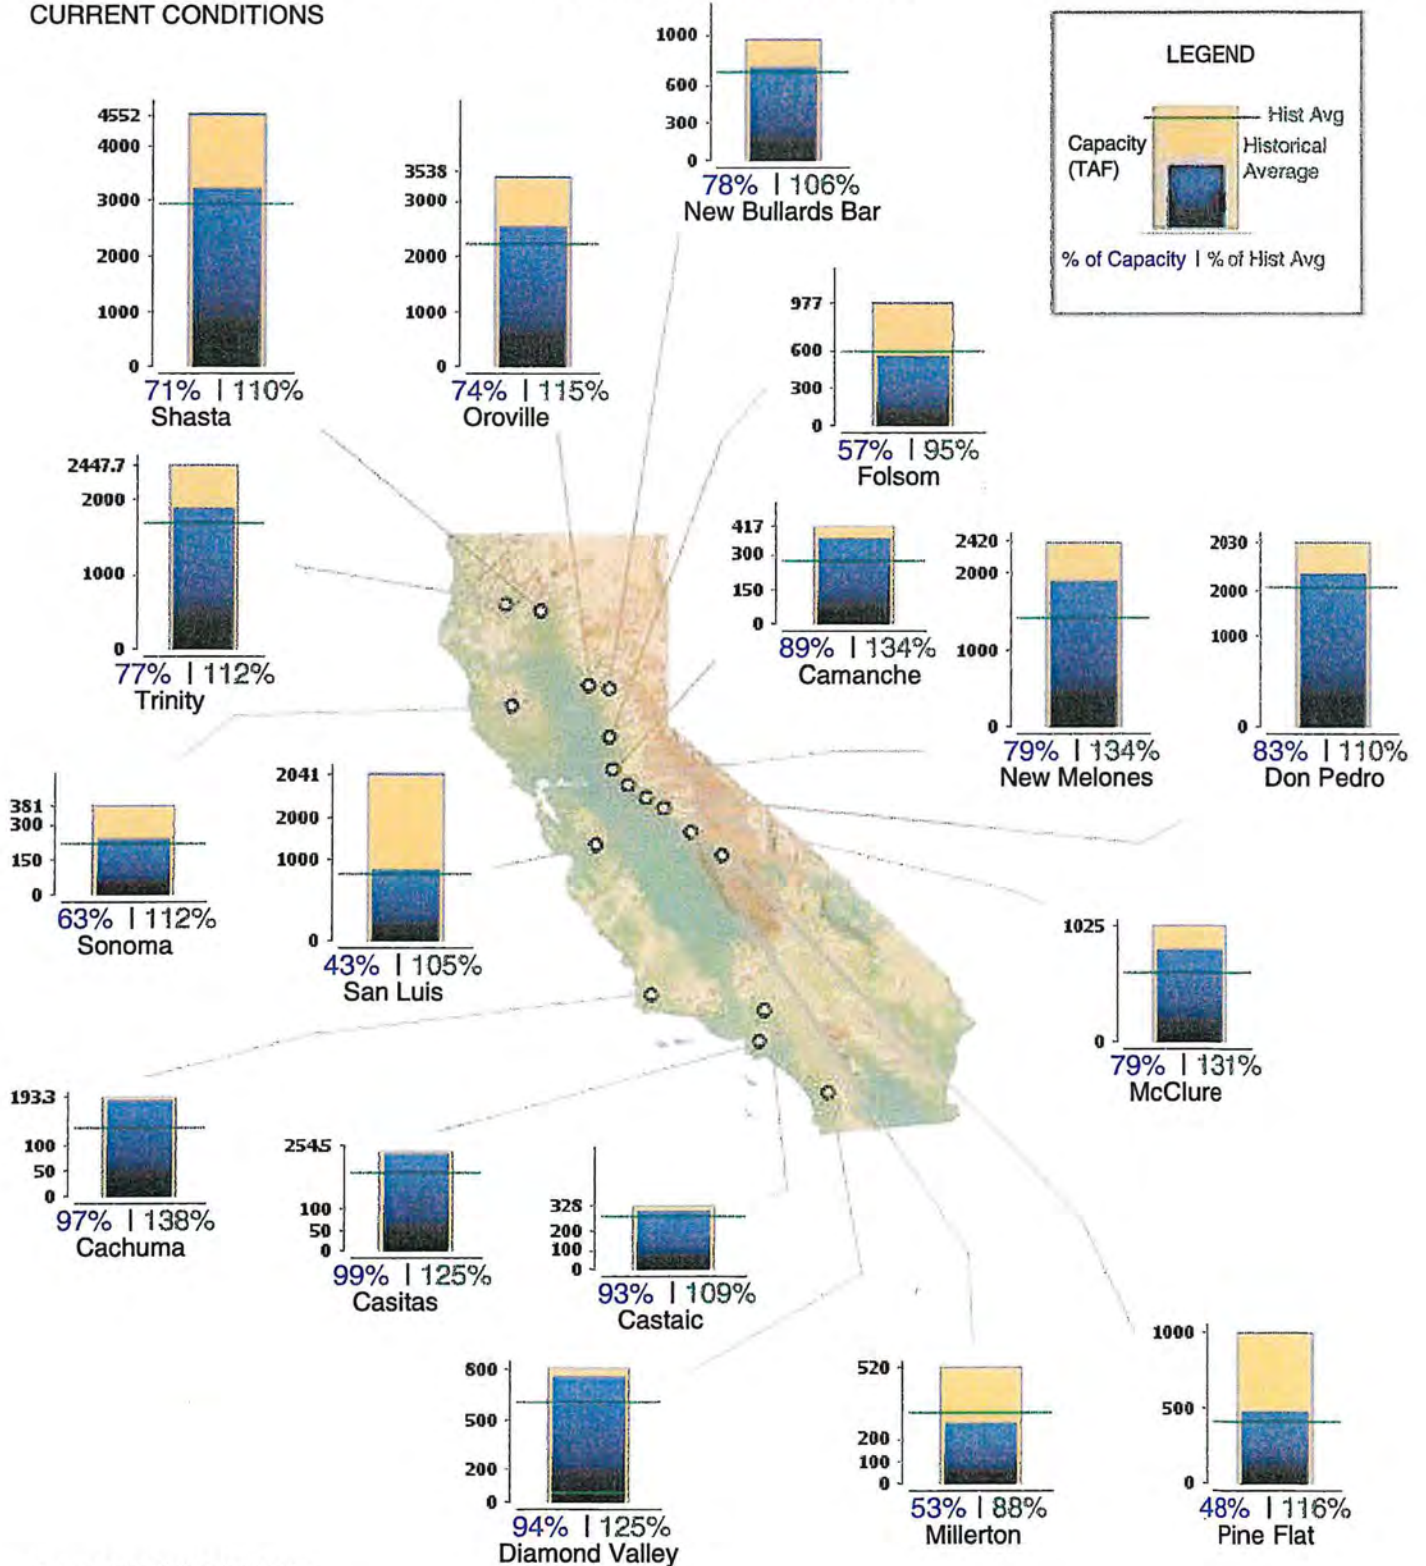 CURRENT CONDITIONS
1000
600
300
0
78% | 106%
New Bullards Bar
LEGEND
Hist Avg
Capacity
(TAF)
Historical
Average
% of Capacity | % of Hist Avg
4552
4000
3000
2000
1000
0
71% | 110%
Shasta
3538
3000
2000
1000
0
74% | 115%
Oroville
977
600
300
0
57% | 95%
Folsom
2447.7
2000
1000
0
77% | 112%
Trinity
417
300
150
0
89% | 134%
Camanche
2420
2000
1000
0
79% | 134%
New Melones
2030
2000
1000
0
83% | 110%
Don Pedro
381
300
150
0
63% | 112%
Sonoma
2041
2000
1000
0
43% | 105%
San Luis
1025
0
79% | 131%
McClure
193.3
100
50
0
97% | 138%
Cachuma
254.5
100
50
0
99% | 125%
Casitas
328
200
100
0
93% | 109%
Castaic
800
500
200
0
94% | 125%
Diamond Valley
520
200
100
0
53% | 88%
Millerton
1000
500
0
48% | 116%
Pine Flat